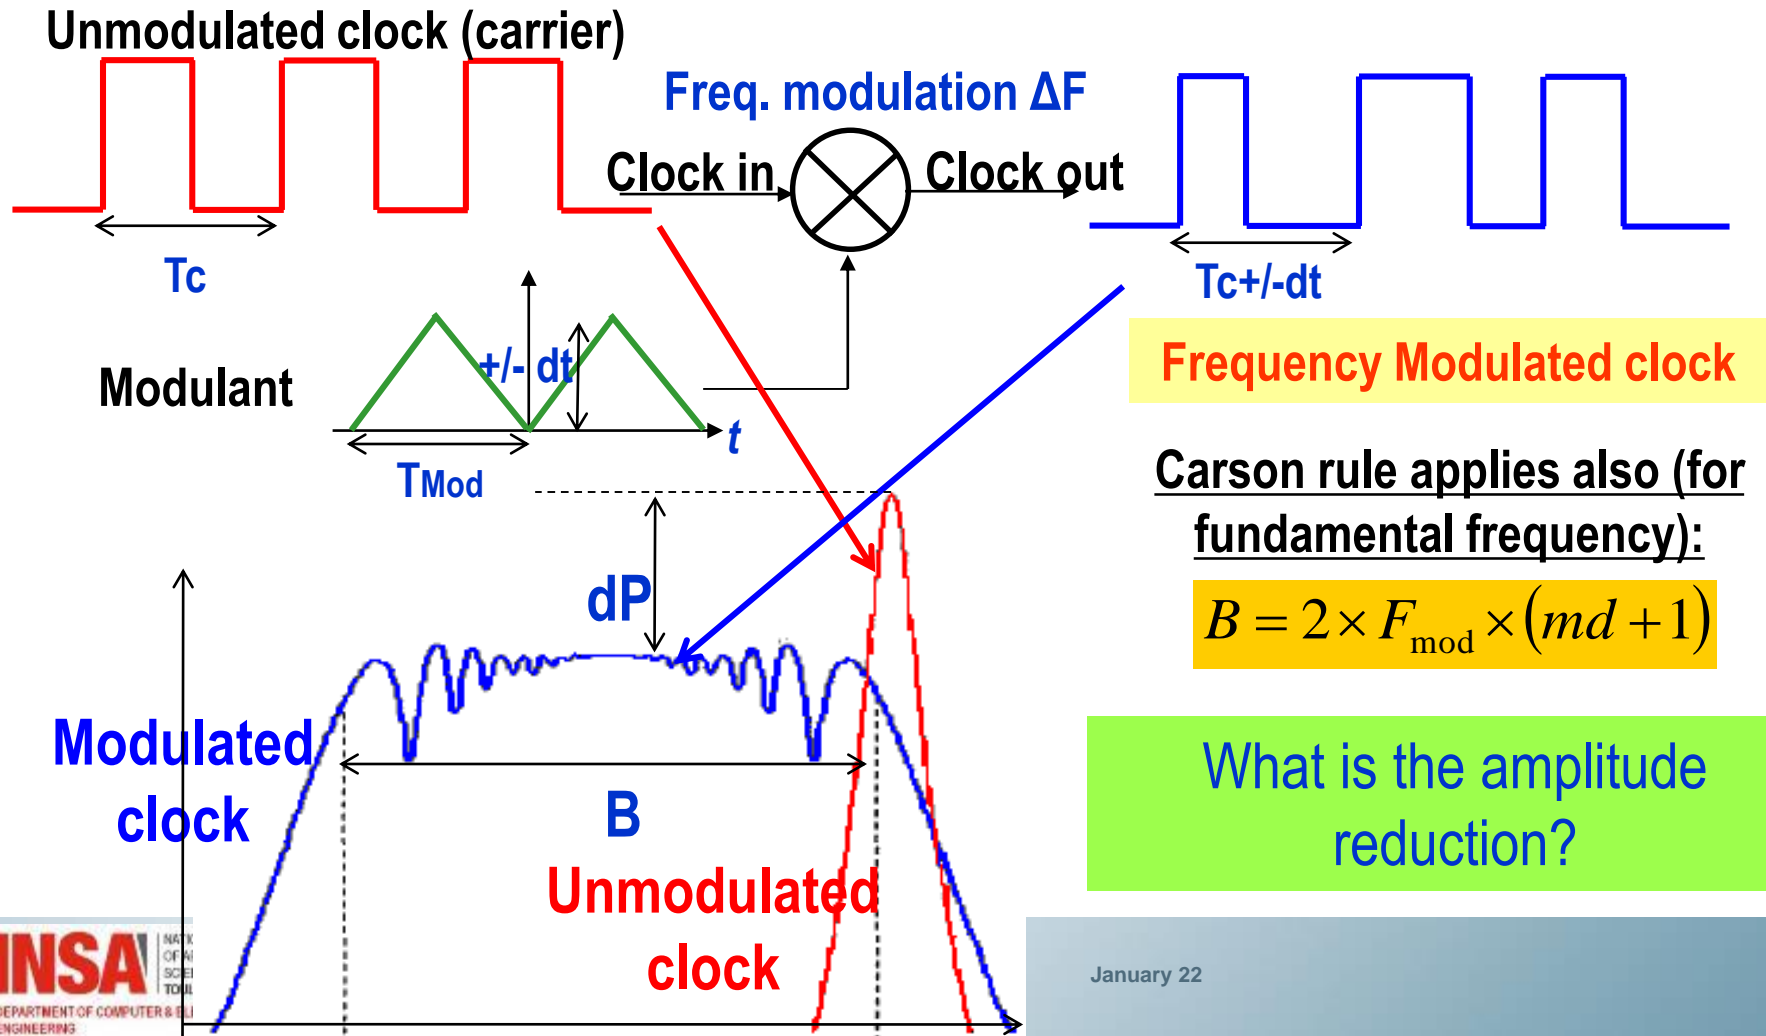 Unmodulated clock (carrier)
Freq. modulation ΔF
Clock in
Clock out
Tc
Tc+/-dt
+/- dt
Modulant
t
TMod
Frequency Modulated clock
Carson rule applies also (for
fundamental frequency):
B = 2 × Fmod × (md + 1)
dP
Modulated
clock
B
What is the amplitude
reduction?
Unmodulated
clock
INSA
DEPARTMENT OF COMPUTER &
ENGINEERING
January 22